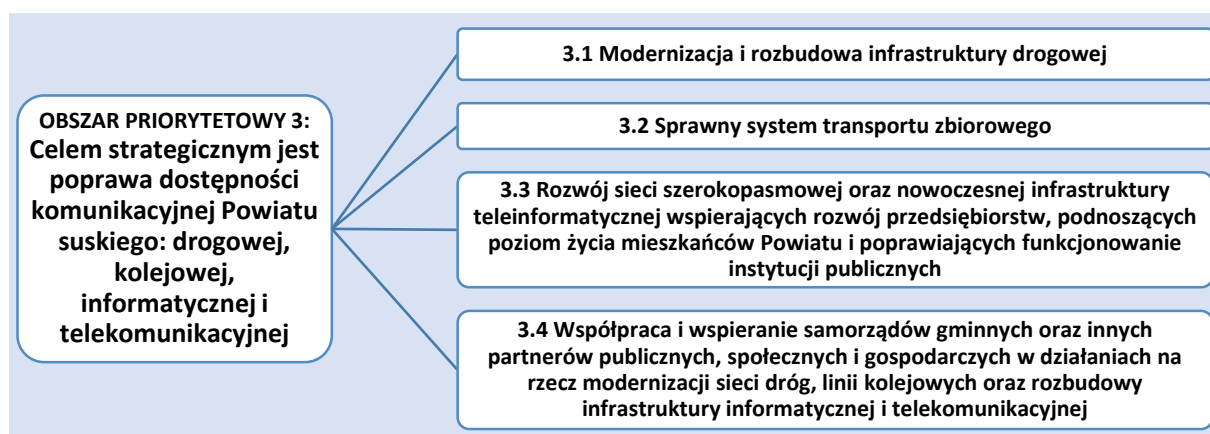 OBSZAR PRIORYTETOWY 3:
Celem strategicznym jest
poprawa dostępności
komunikacyjnej Powiatu
suskiego: drogowej,
kolejowej,
informatycznej i
telekomunikacyjnej
3.1 Modernizacja i rozbudowa infrastruktury drogowej
3.2 Sprawny system transportu zbiorowego
3.3 Rozwój sieci szerokopasmowej oraz nowoczesnej infrastruktury
teleinformatycznej wspierających rozwój przedsiębiorstw, podnoszących
poziom życia mieszkańców Powiatu i poprawiających funkcjonowanie
instytucji publicznych
3.4 Współpraca i wspieranie samorządów gminnych oraz innych
partnerów publicznych, społecznych i gospodarczych w działaniach na
rzecz modernizacji sieci dróg, linii kolejowych oraz rozbudowy
infrastruktury informatycznej i telekomunikacyjnej